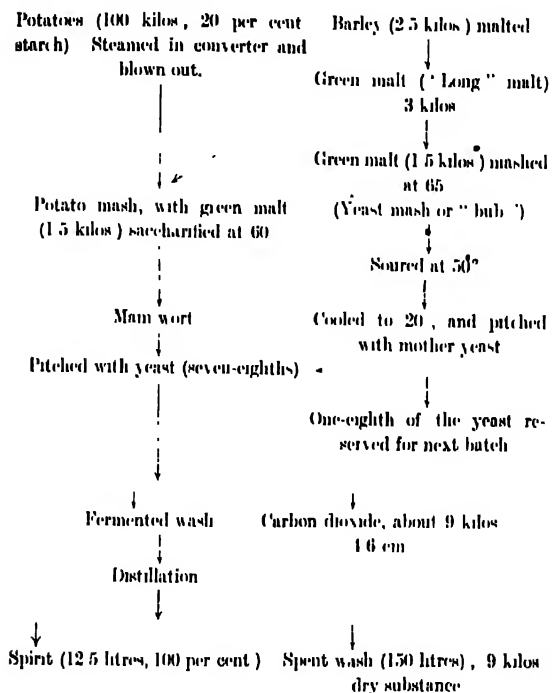 Potatoes (100 kilos, 20 per cent
starch) Steamed in converter and
blown out.
Potato mash, with green malt
(1 5 kilos) saccharified at 60
Main wort
Pitched with yeast (seven-eighths)
Barley (2 5 kilos) malted
Green malt ("Long" malt)
3 kilos
Green malt (1 5 kilos) mashed
at 65
(Yeast mash or "bub")
Soured at 50°
Cooled to 20, and pitched
with mother yeast
One-eighth of the yeast re-
served for next batch
Fermented wash
Distillation
Carbon dioxide, about 9 kilos
4 6 cm
Spirit (12 5 litres, 100 per cent)
Spent wash (150 litres), 9 kilos
dry substance